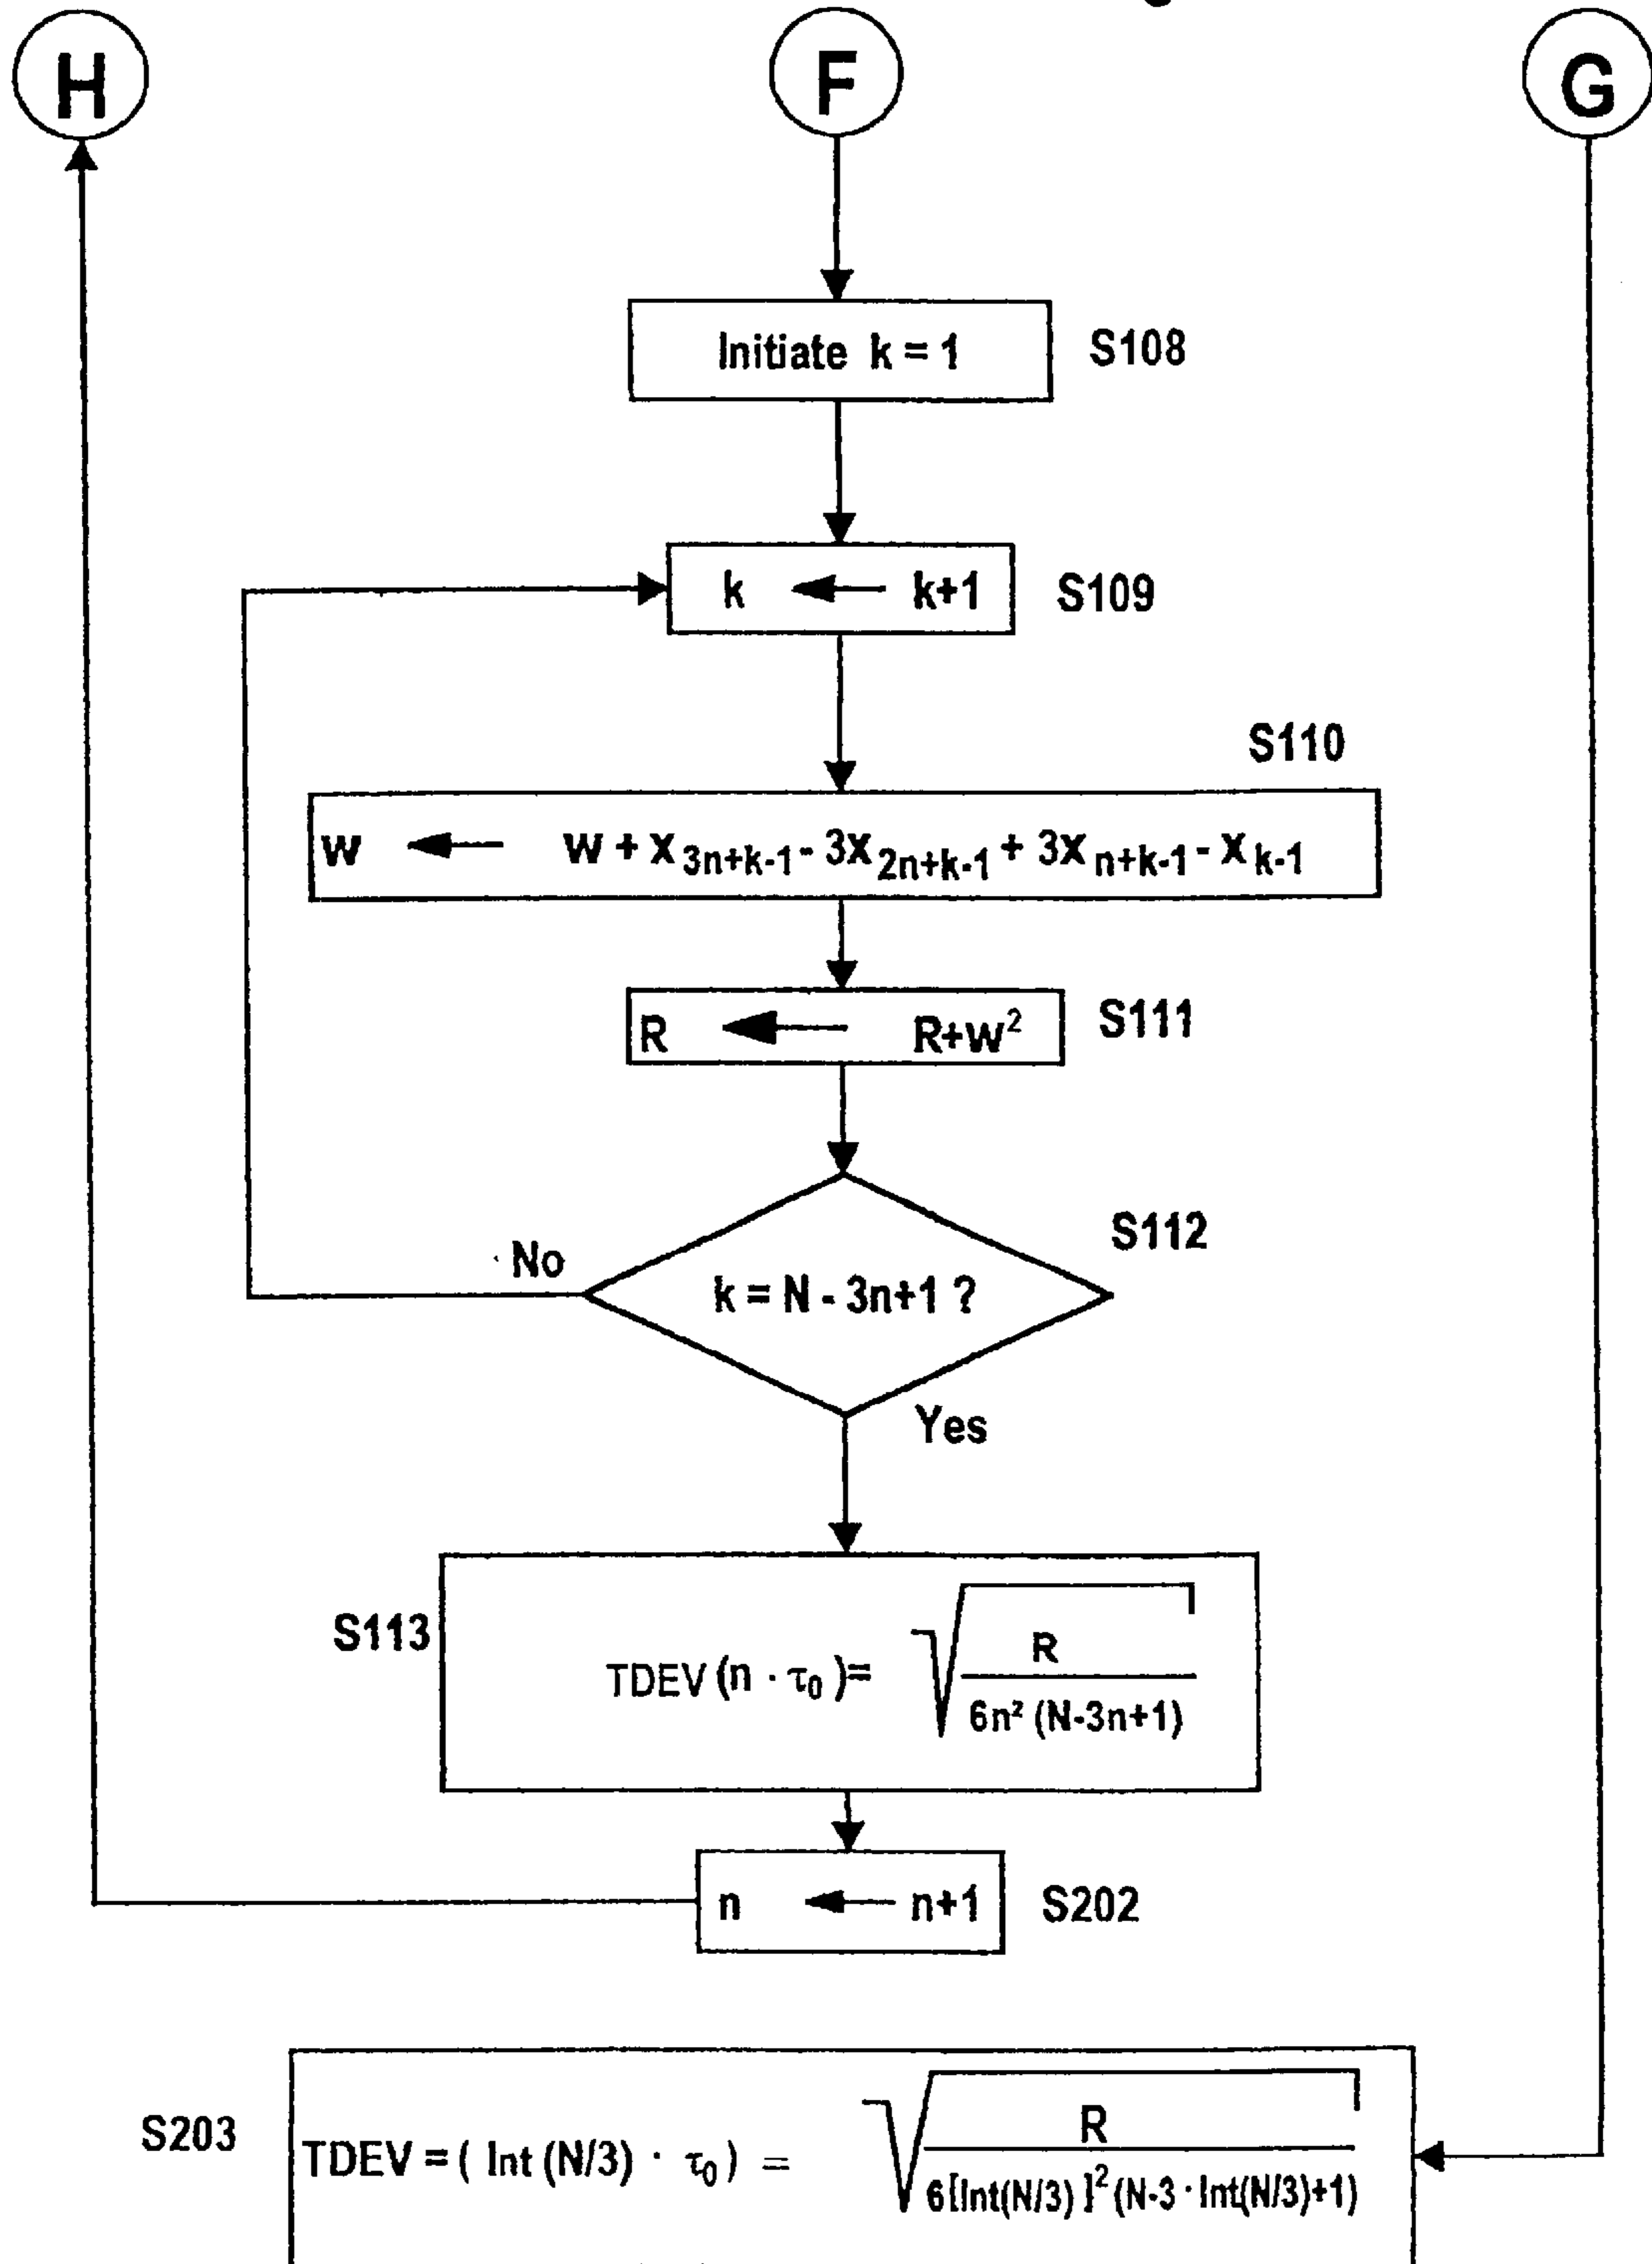 H F G
Initiate k = 1 S108
k ← k+1 S109
S110
w ← w + x3n+k-1 - 3x2n+k-1 + 3xn+k-1 - xk-1
R ← R+w² S111
S112
No
k = N - 3n+1 ?
Yes
S113
TDEV (n · τ0 )= √ R / 6n² (N-3n+1)
n ← n+1 S202
S203
TDEV = ( Int (N/3) · τ0 ) = √ R / 6[Int(N/3) ]² (N-3 · Int(N/3)+1)